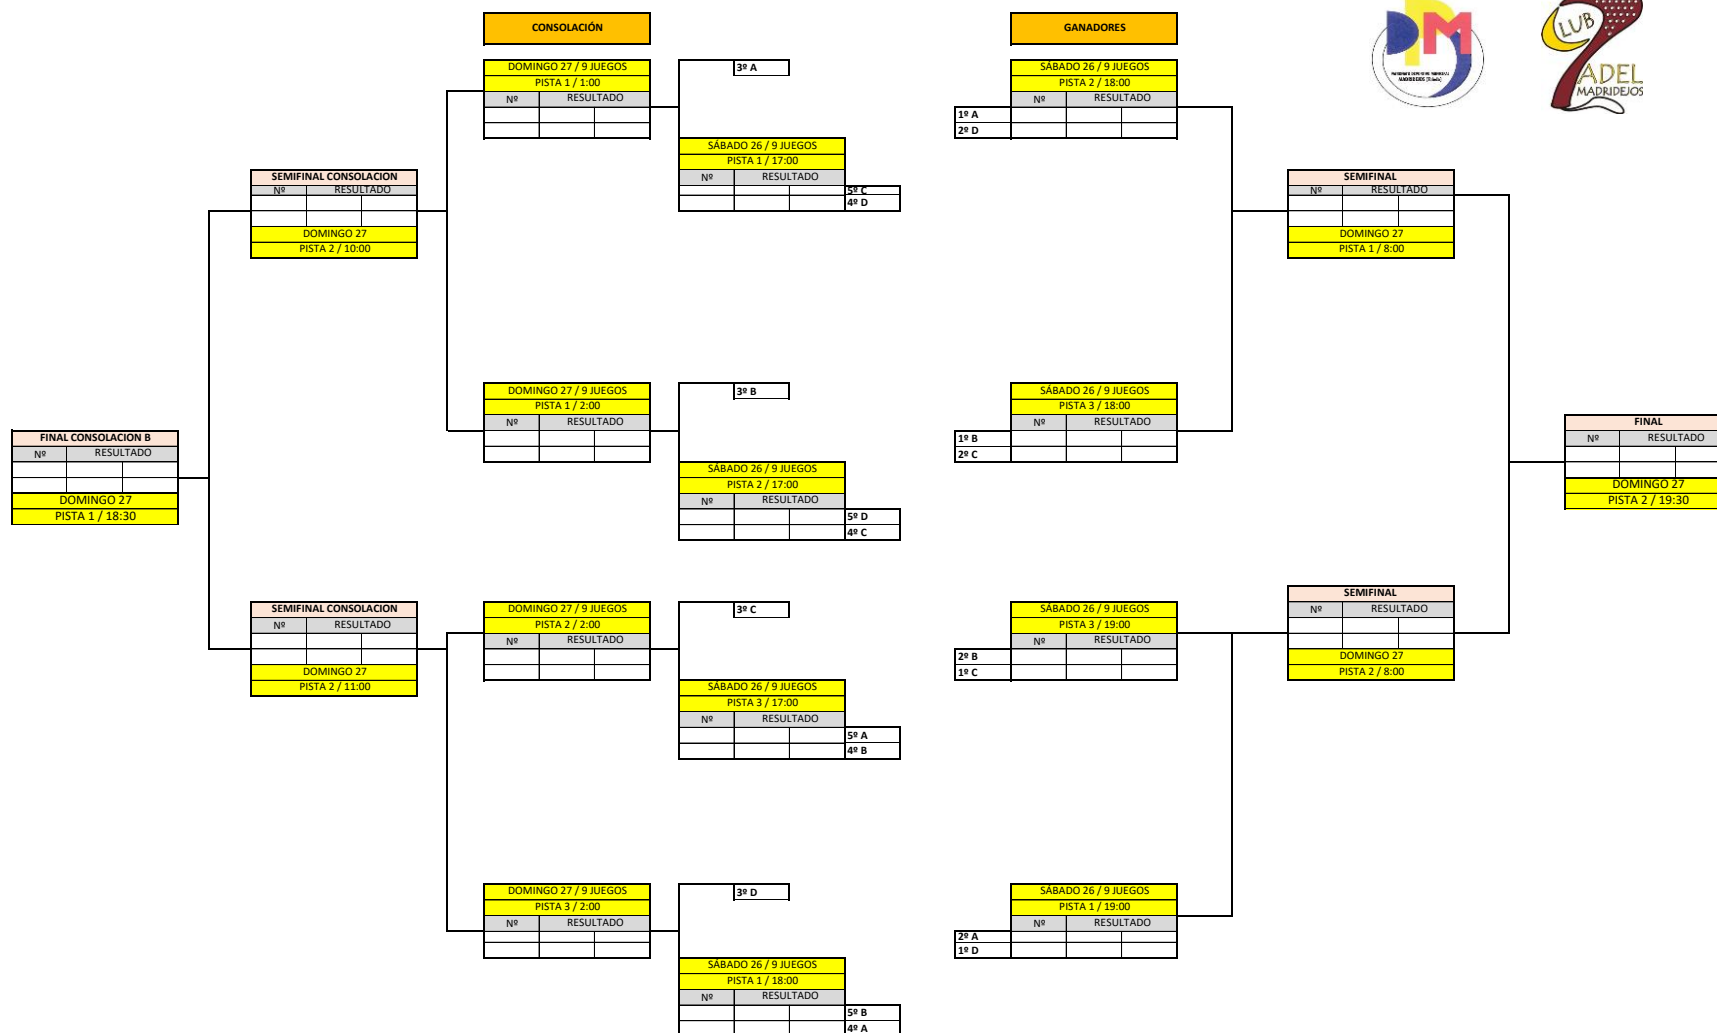 CONSOLACIÓN
GANADORES
LUB
ADEL
MADRIDEJOS
DOMINGO 27 / 9 JUEGOS
PISTA 1 / 1:00
Nº RESULTADO
3º A
SÁBADO 26 / 9 JUEGOS
PISTA 1 / 17:00
Nº RESULTADO
5º C
4º D
SÁBADO 27 / 9 JUEGOS
PISTA 2 / 18:00
Nº RESULTADO
1º A
2º D
SEMIFINAL CONSOLACION
Nº RESULTADO
DOMINGO 27
PISTA 2 / 10:00
SEMIFINAL
Nº RESULTADO
DOMINGO 27
PISTA 1 / 8:00
DOMINGO 27 / 9 JUEGOS
PISTA 1 / 2:00
Nº RESULTADO
3º B
SÁBADO 26 / 9 JUEGOS
PISTA 2 / 17:00
Nº RESULTADO
5º D
4º C
SÁBADO 26 / 9 JUEGOS
PISTA 3 / 18:00
Nº RESULTADO
1º B
2º C
FINAL CONSOLACION B
Nº RESULTADO
DOMINGO 27
PISTA 1 / 18:30
FINAL
Nº RESULTADO
DOMINGO 27
PISTA 2 / 19:30
SEMIFINAL CONSOLACION
Nº RESULTADO
DOMINGO 27
PISTA 2 / 11:00
DOMINGO 27 / 9 JUEGOS
PISTA 2 / 2:00
Nº RESULTADO
3º C
SÁBADO 26 / 9 JUEGOS
PISTA 3 / 17:00
Nº RESULTADO
5º A
4º B
SÁBADO 26 / 9 JUEGOS
PISTA 3 / 19:00
Nº RESULTADO
2º B
1º C
SEMIFINAL
Nº RESULTADO
DOMINGO 27
PISTA 2 / 8:00
DOMINGO 27 / 9 JUEGOS
PISTA 3 / 2:00
Nº RESULTADO
3º D
SÁBADO 26 / 9 JUEGOS
PISTA 1 / 18:00
Nº RESULTADO
5º B
4º A
SÁBADO 26 / 9 JUEGOS
PISTA 1 / 19:00
Nº RESULTADO
2º A
1º D